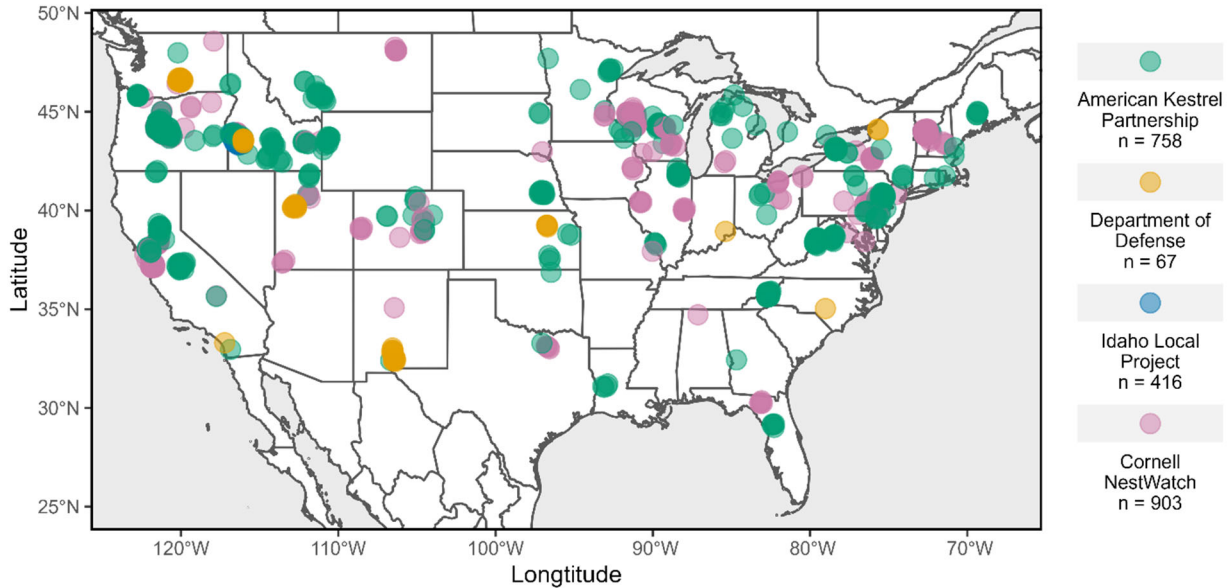 50°N
45°N
40°N
35°N
30°N
25°N
Latitude
120°W 110°W 100°W 90°W 80°W 70°W
Longtitude
American Kestrel
Partnership
n = 758
Department of
Defense
n = 67
Idaho Local
Project
n = 416
Cornell
NestWatch
n = 903